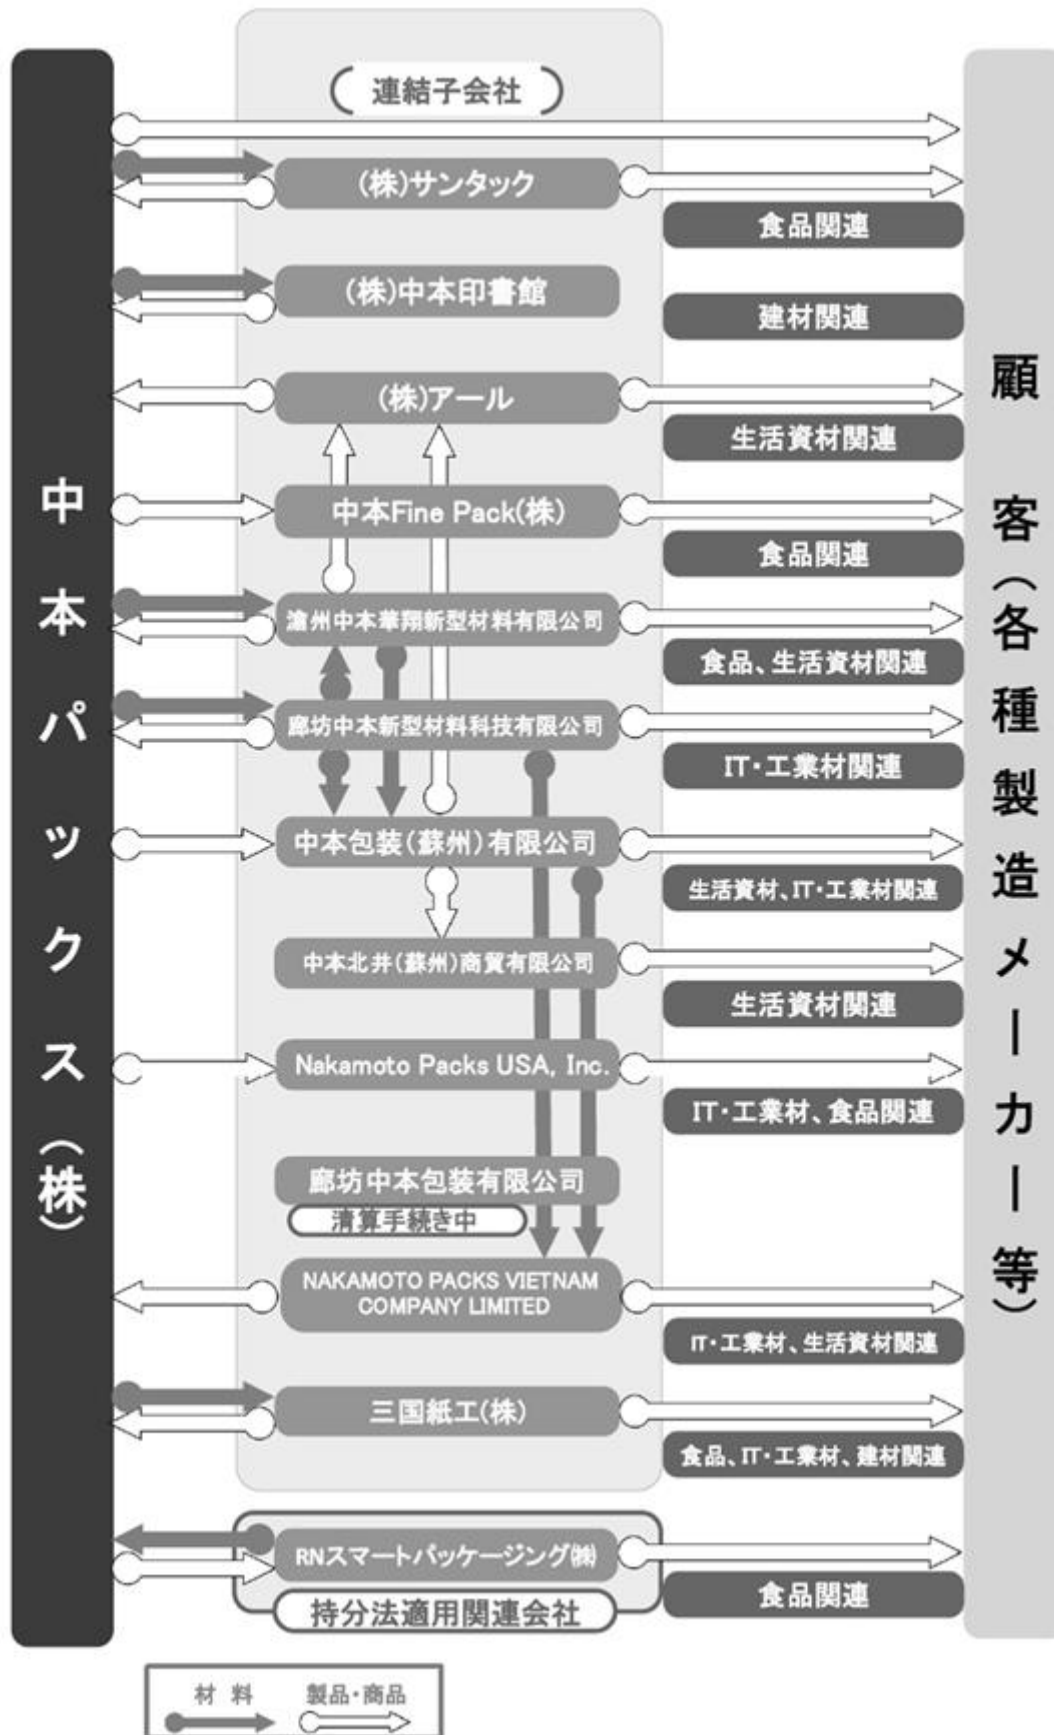 連結子会社
中本パックス(株)
(株)サンタック
食品関連
(株)中本印書館
建材関連
(株)アール
生活資材関連
中本Fine Pack(株)
食品関連
滄州中本華翔新型材料有限公司
食品、生活資材関連
廊坊中本新型材料科技有限公司
IT・工業材関連
中本包装(蘇州)有限公司
生活資材、IT・工業材関連
中本北井(蘇州)商貿有限公司
生活資材関連
Nakamoto Packs USA, Inc.
IT・工業材、食品関連
廊坊中本包装有限公司
清算手続き中
NAKAMOTO PACKS VIETNAM
COMPANY LIMITED
IT・工業材、生活資材関連
三国紙工(株)
食品、IT・工業材、建材関連
RNスマートパッケージング㈱
食品関連
持分法適用関連会社
顧客(各種製造メーカー等)
材料 製品・商品